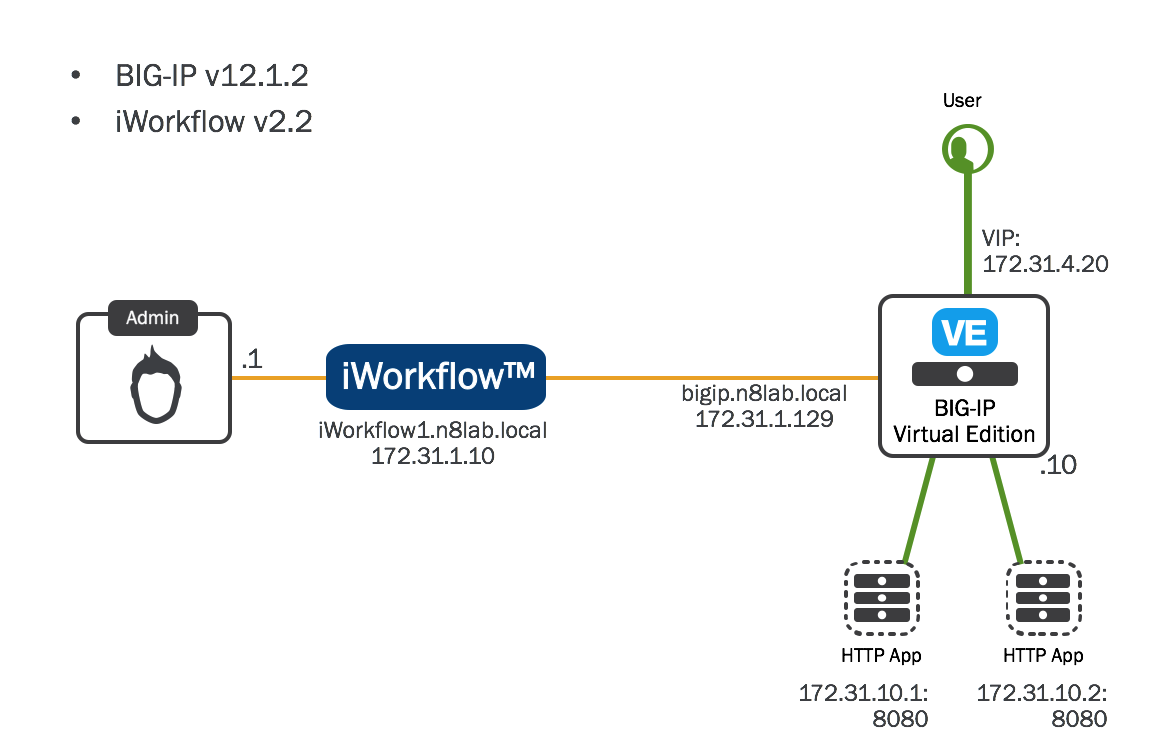 • BIG-IP v12.1.2
• iWorkflow v2.2
User
VIP:
172.31.4.20
Admin
.1
iWorkflow™
iWorkflow1.n8lab.local
172.31.1.10
bigip.n8lab.local
172.31.1.129
VE
BIG-IP
Virtual Edition
.10
HTTP App
172.31.10.1:
8080
HTTP App
172.31.10.2:
8080